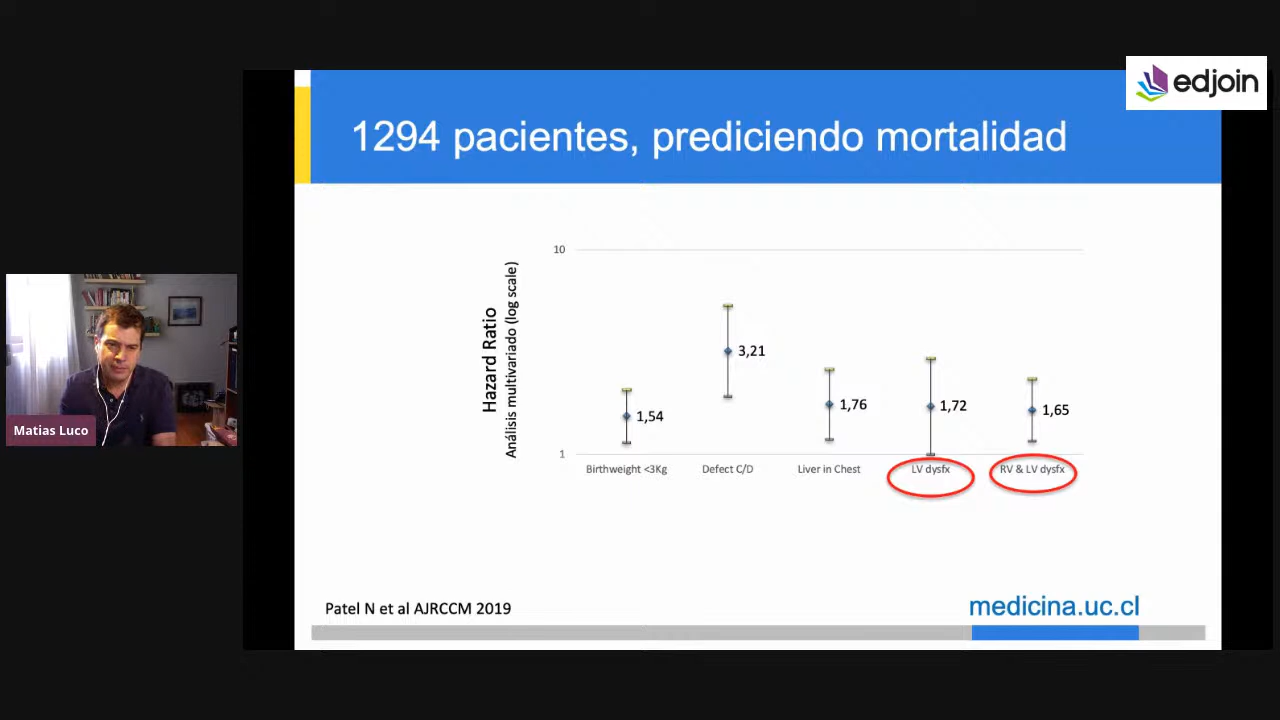 edjoin
1294 pacientes, prediciendo mortalidad
Hazard Ratio
Análisis multivariado (log scale)
10
1
1,54
3,21
1,76
1,72
1,65
Birthweight <3Kg
Defect C/D
Liver in Chest
LV dysfx
RV & LV dysfx
Matias Luco
Patel N et al AJRCCM 2019
medicina.uc.cl